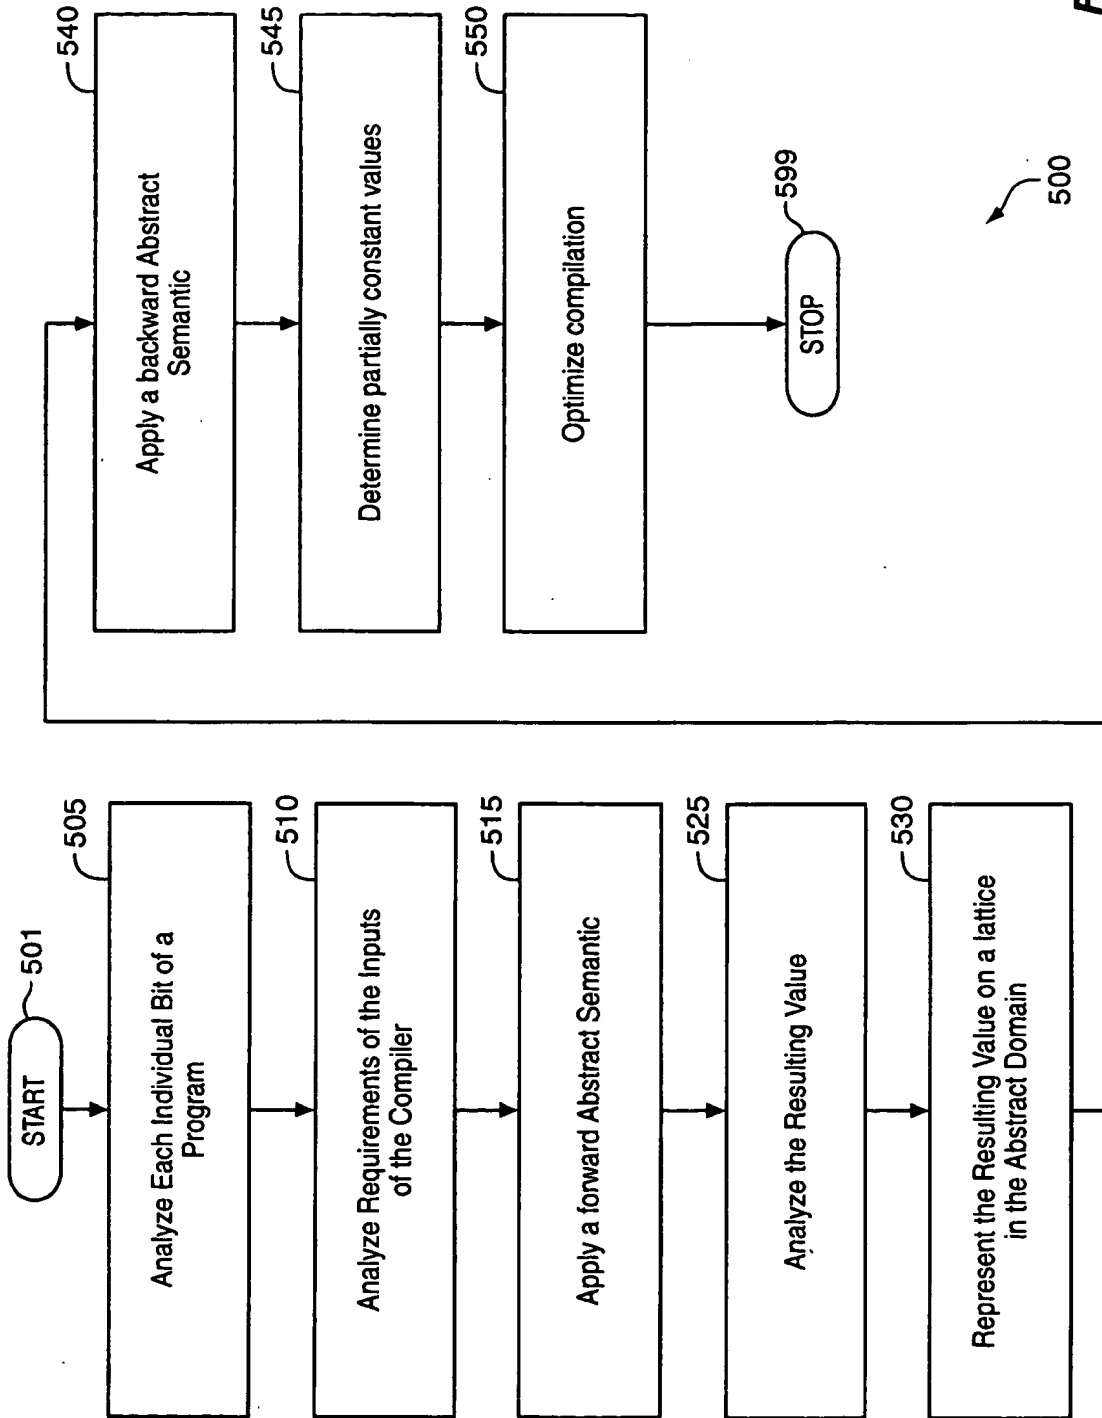 START
501
505
Analyze Each Individual Bit of a
Program
510
Analyze Requirements of the Inputs
of the Compiler
515
Apply a forward Abstract Semantic
525
Analyze the Resulting Value
530
Represent the Resulting Value on a lattice
in the Abstract Domain
540
Apply a backward Abstract
Semantic
545
Determine partially constant values
550
Optimize compilation
STOP
599
500